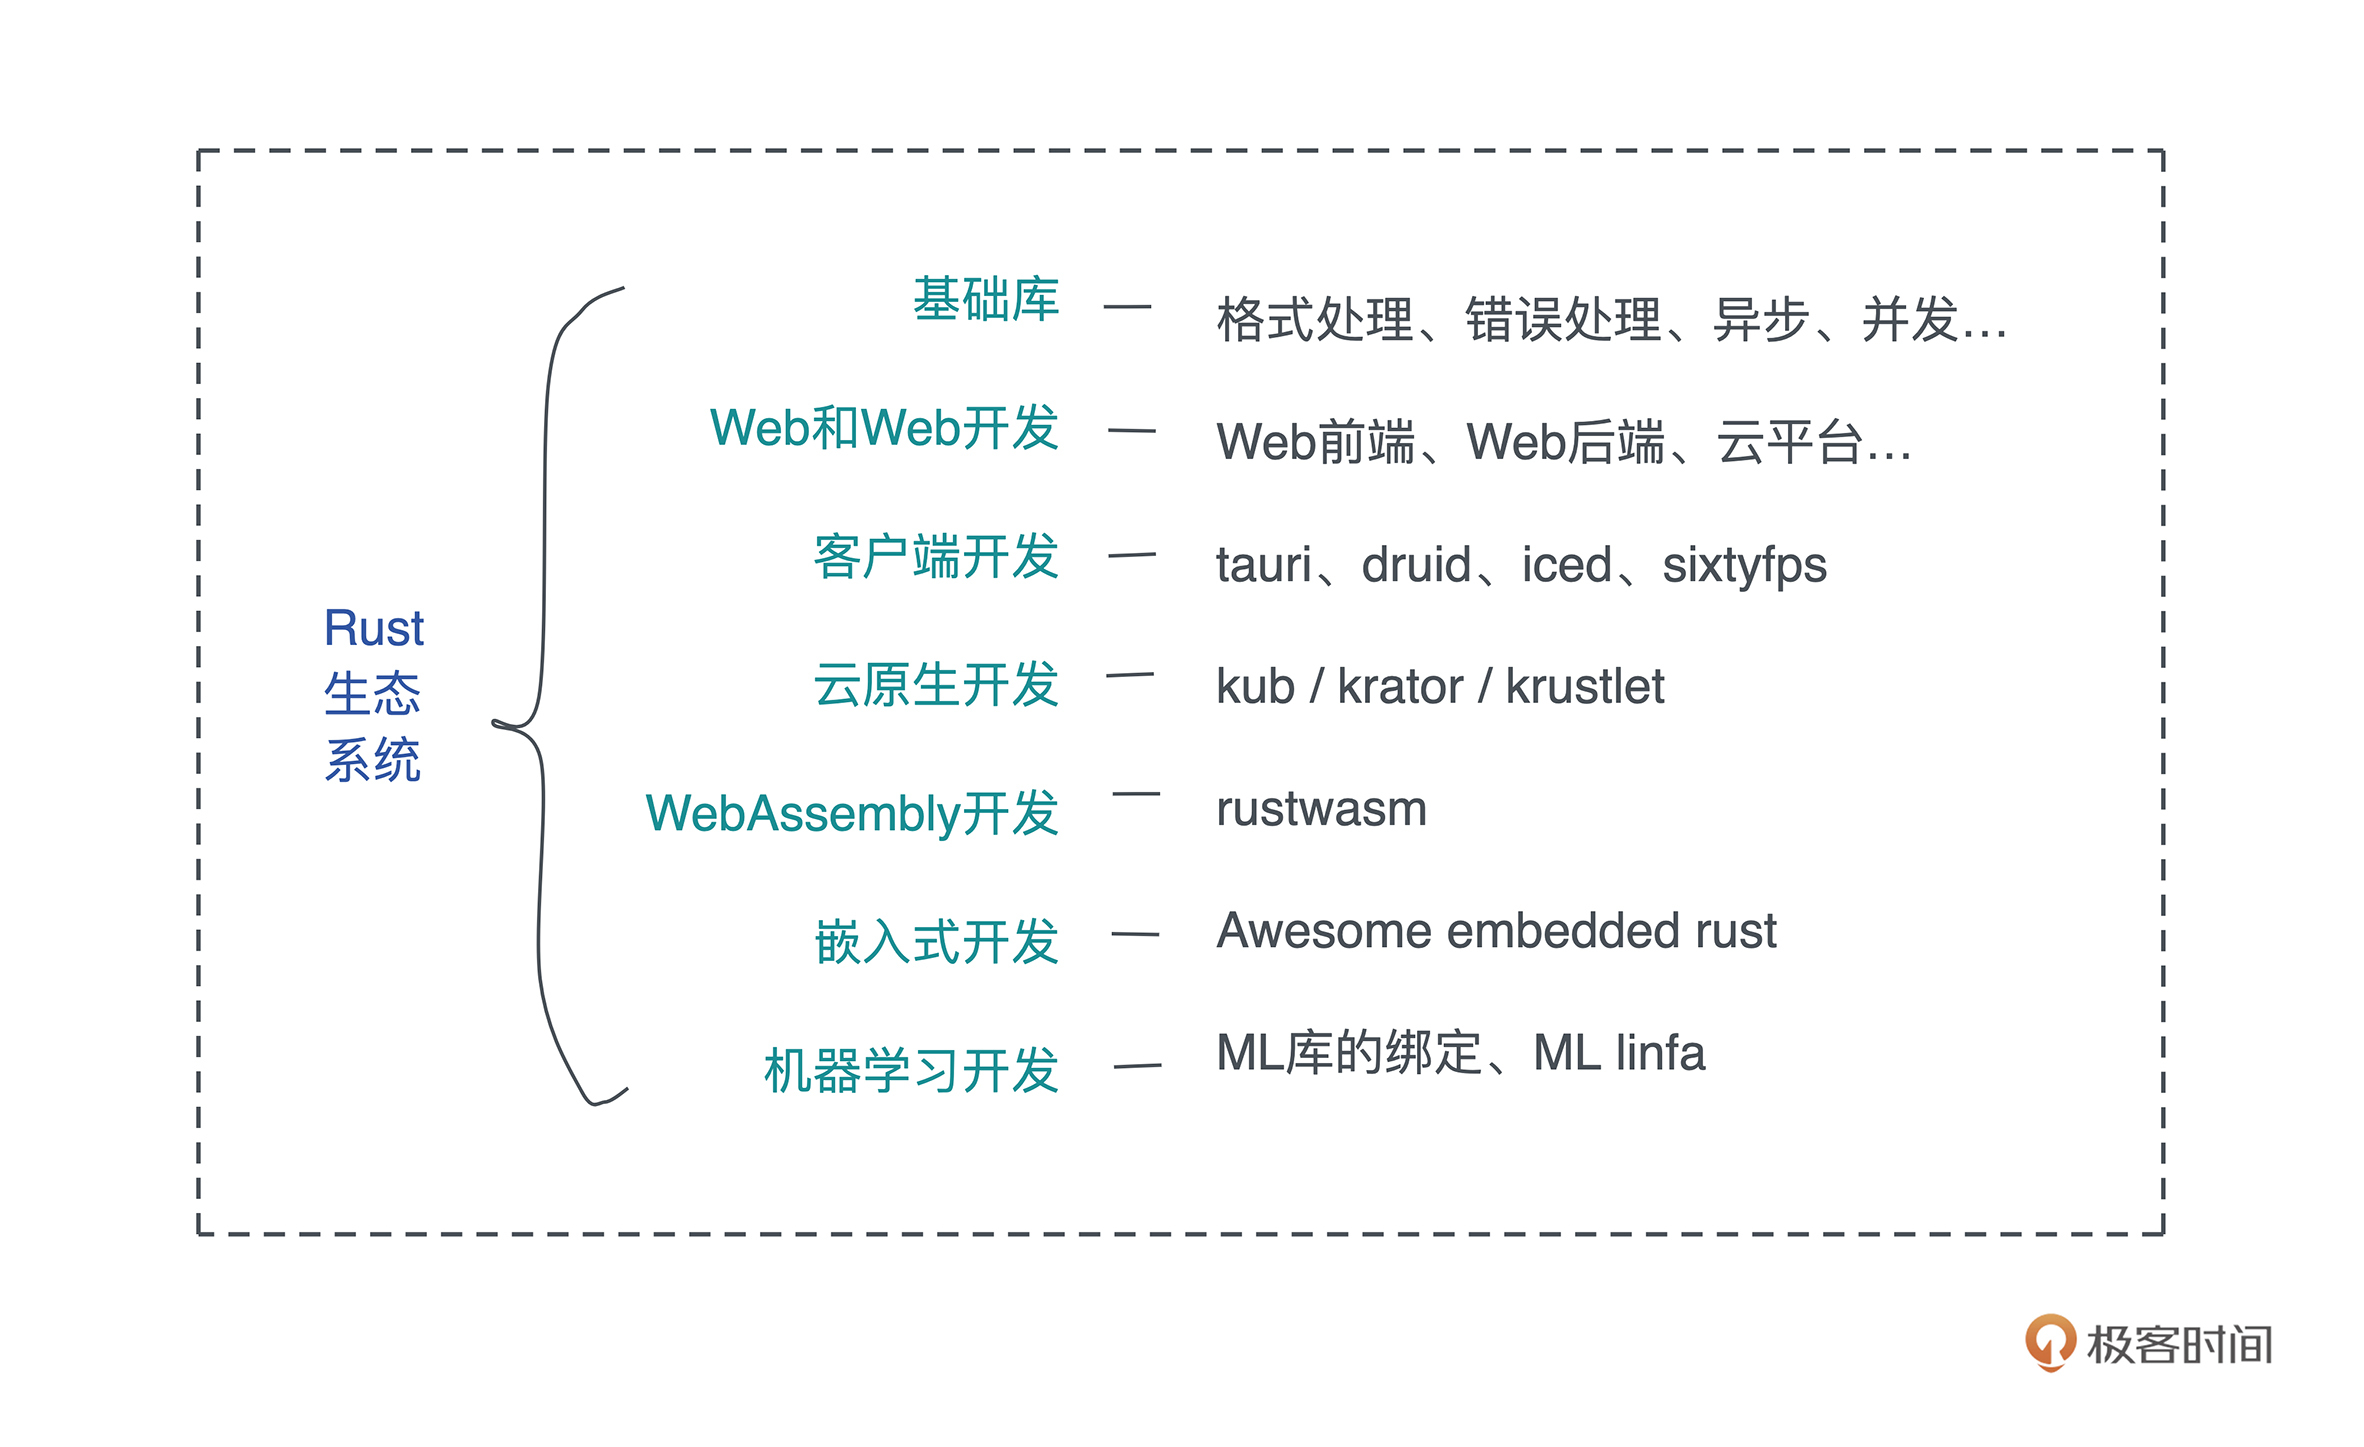 Rust
生态
系统
基础库 — 格式处理、错误处理、异步、并发…
Web和Web开发 — Web前端、Web后端、云平台…
客户端开发 — tauri、druid、iced、sixtyfps
云原生开发 — kub / krator / krustlet
WebAssembly开发 — rustwasm
嵌入式开发 — Awesome embedded rust
机器学习开发 — ML库的绑定、ML linfa
极客时间